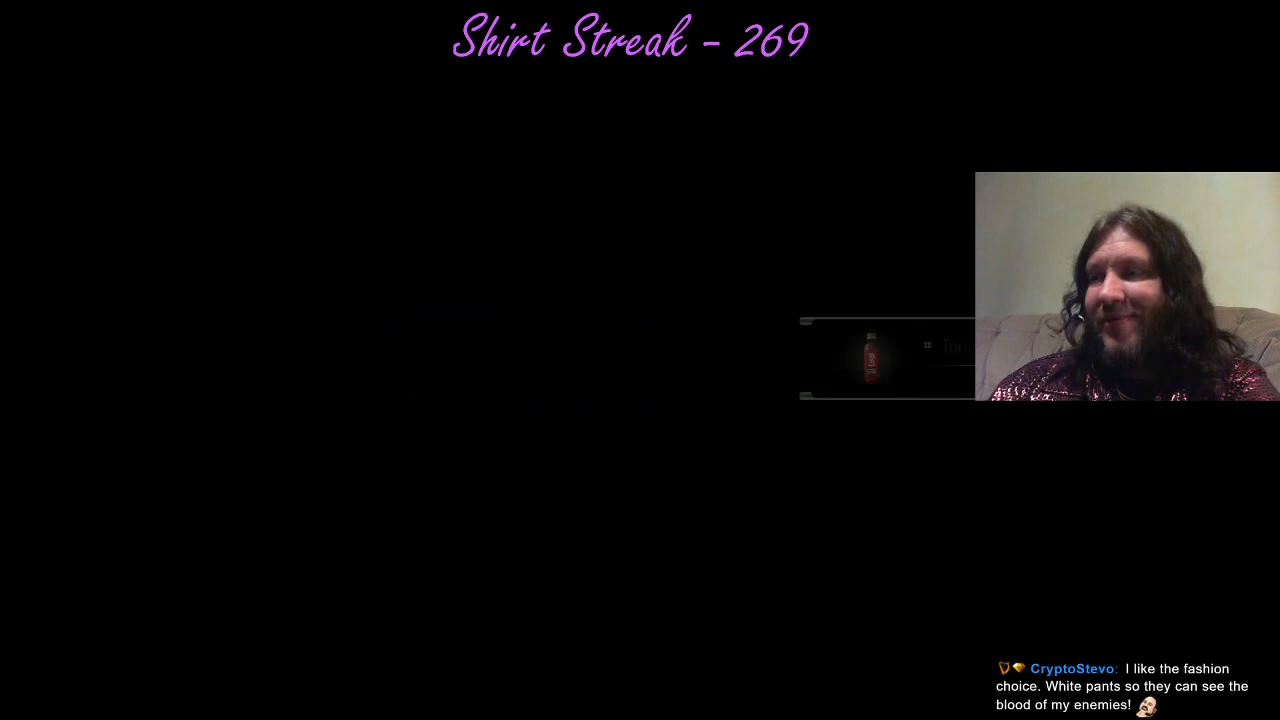 Shirt Streak - 269
CryptoStevo: I like the fashion
choice. White pants so they can see the
blood of my enemies!